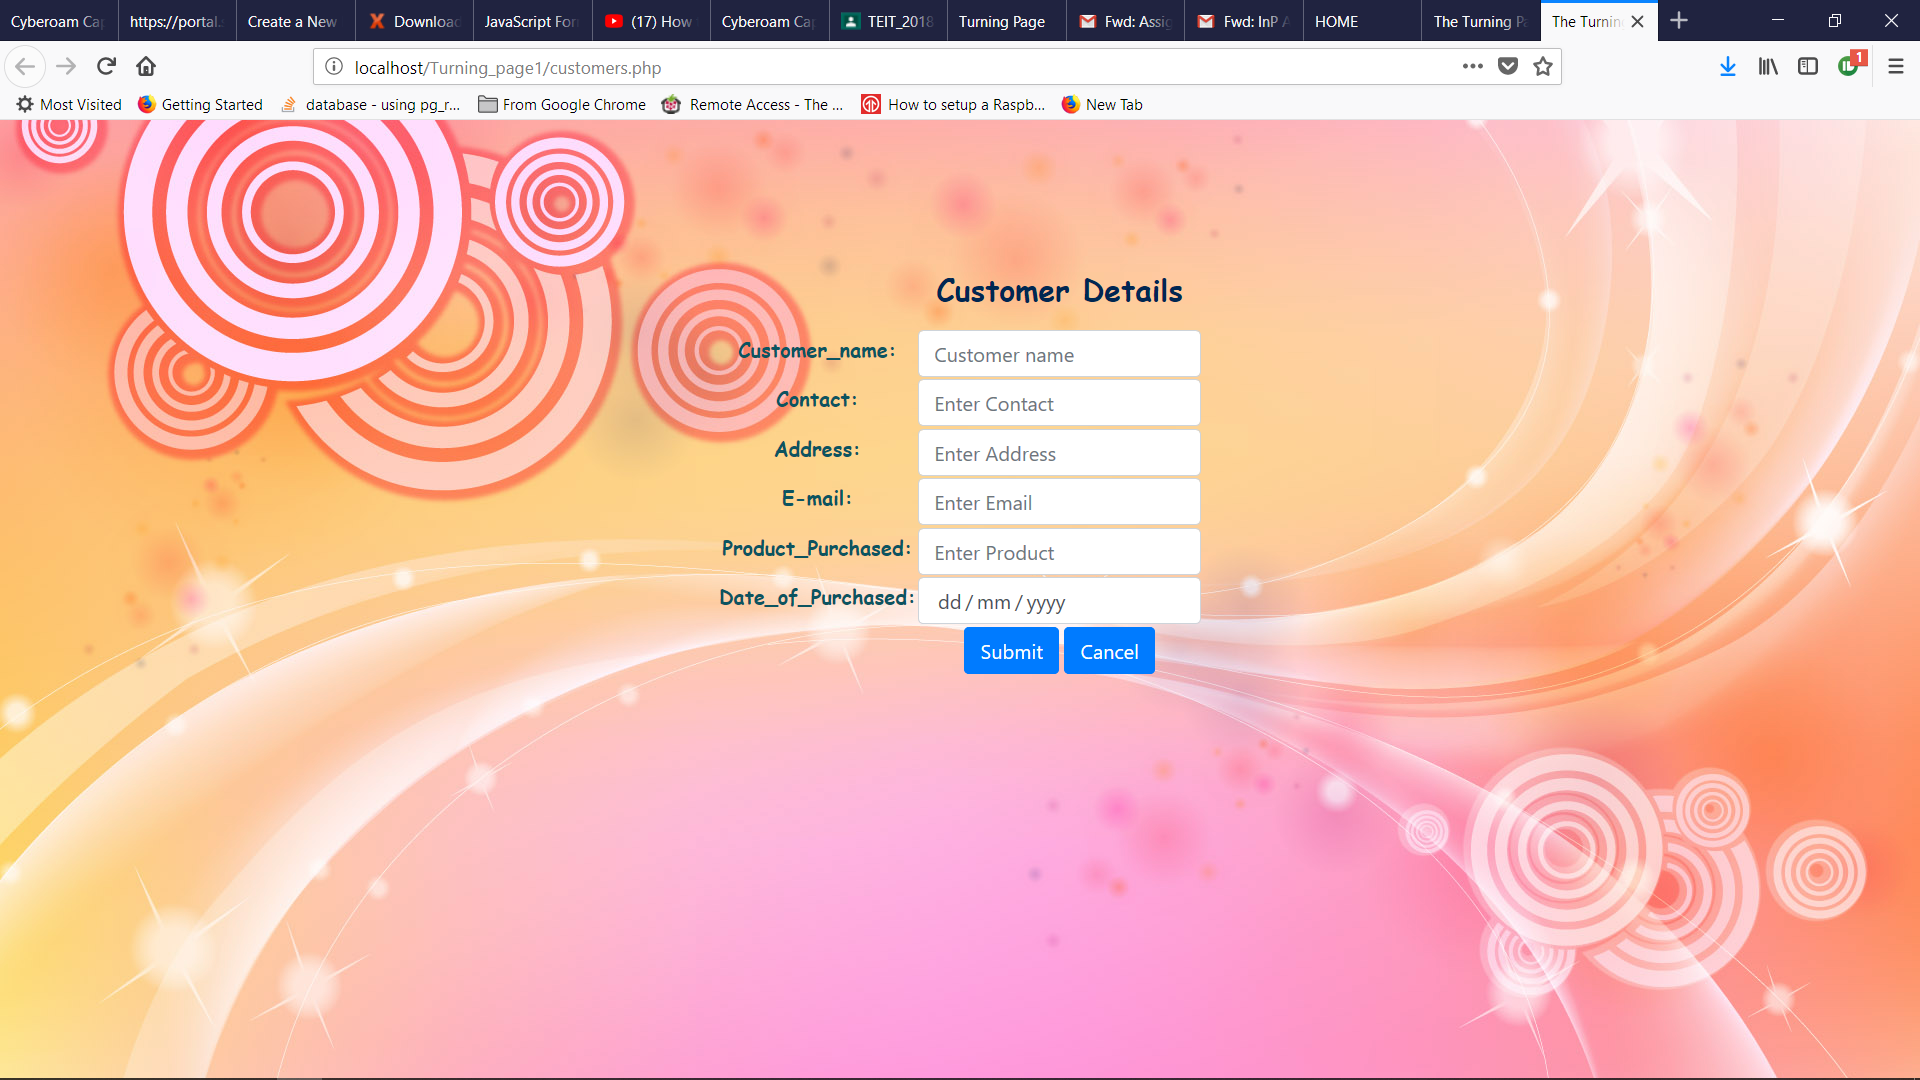 Cyberoam Ca
https://portal.
Create a New
Download
JavaScript For
(17) How
Cyberoam Cap
TEIT_2018
Turning Page
Fwd: Assig
Fwd: InP A
HOME
The Turning P
The Turnin
localhost/Turning_page1/customers.php
1
Most Visited
Getting Started
database - using pg_r...
From Google Chrome
Remote Access - The ...
How to setup a Raspb...
New Tab
Customer Details
Customer_name: Customer name
Contact: Enter Contact
Address: Enter Address
E-mail: Enter Email
Product_Purchased: Enter Product
Date_of_Purchased: dd / mm / yyyy
Submit Cancel